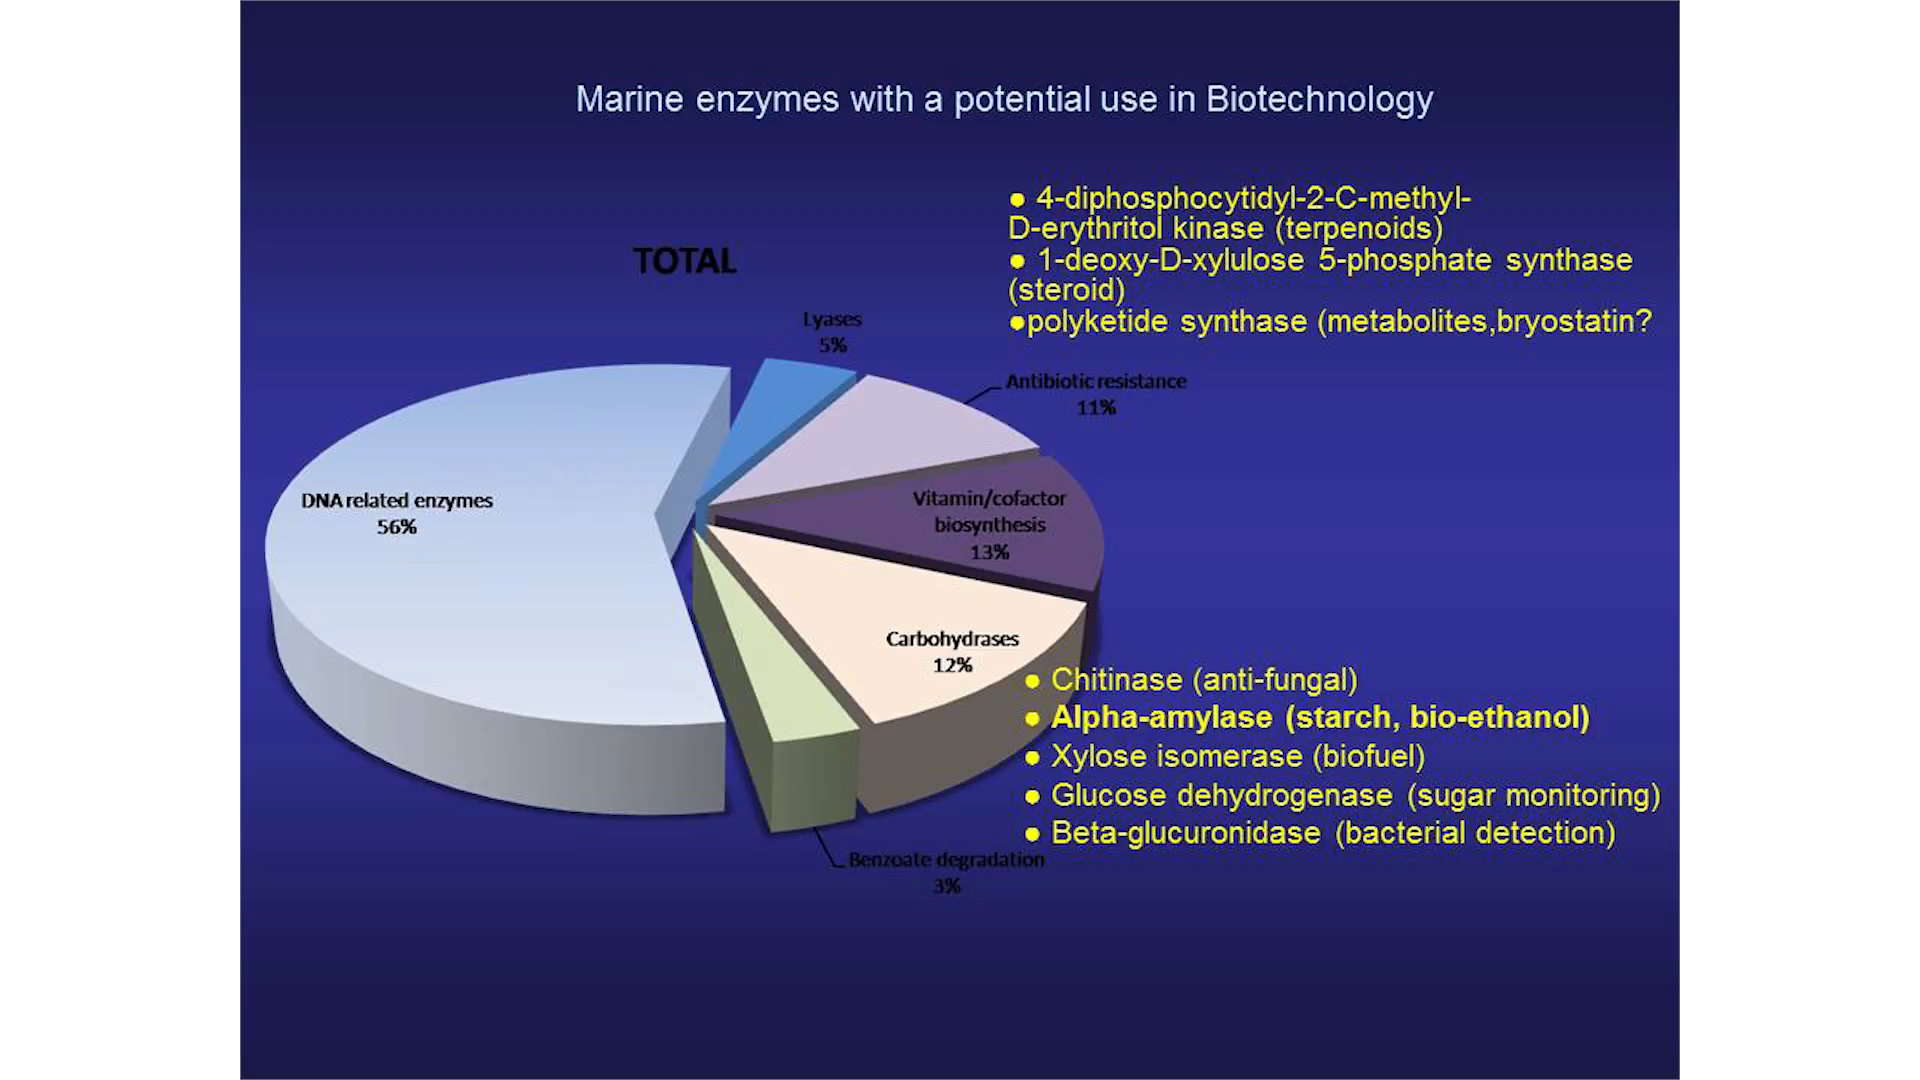 Marine enzymes with a potential use in Biotechnology
● 4-diphosphocytidyl-2-C-methyl-
D-erythritol kinase (terpenoids)
● 1-deoxy-D-xylulose 5-phosphate synthase
(steroid)
●polyketide synthase (metabolites,bryostatin?
TOTAL
Lyases
5%
Antibiotic resistance
11%
DNA related enzymes
56%
Vitamin/cofactor
biosynthesis
13%
Carbohydrases
12%
● Chitinase (anti-fungal)
● Alpha-amylase (starch, bio-ethanol)
● Xylose isomerase (biofuel)
● Glucose dehydrogenase (sugar monitoring)
● Beta-glucuronidase (bacterial detection)
Benzoate degradation
3%